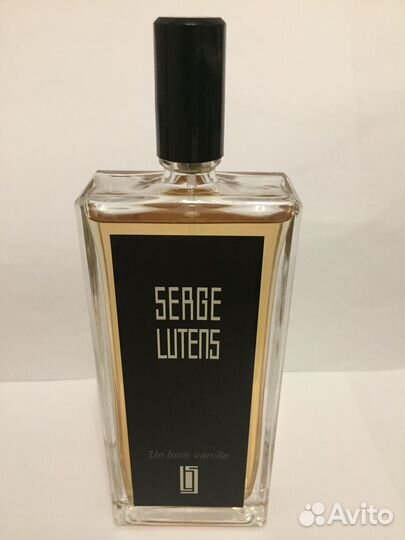 SERGE
LUTENS
Un bois vanille
Avito